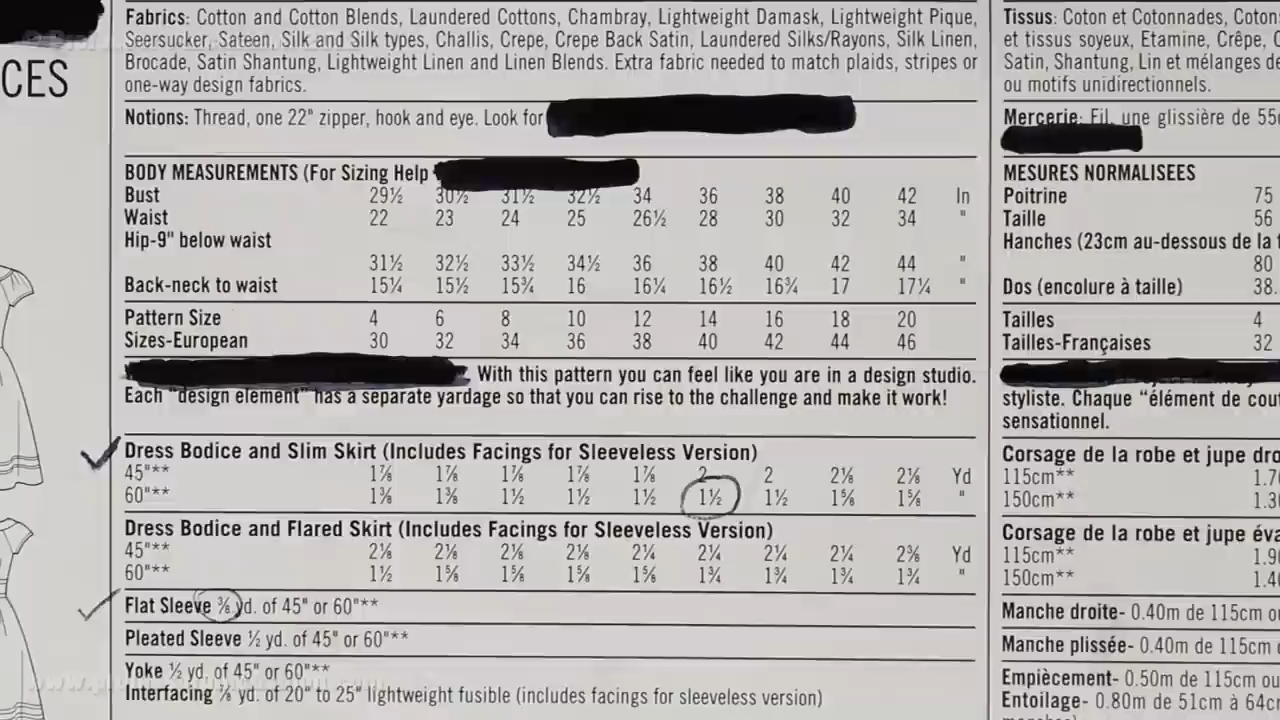 CES
Fabrics: Cotton and Cotton Blends, Laundered Cottons, Chambray, Lightweight Damask, Lightweight Pique,
Seersucker, Sateen, Silk and Silk types, Challis, Crepe, Crepe Back Satin, Laundered Silks/Rayons, Silk Linen,
Brocade, Satin Shantung, Lightweight Linen and Linen Blends. Extra fabric needed to match plaids, stripes or
one-way design fabrics.
Notions: Thread, one 22" zipper, hook and eye. Look for
BODY MEASUREMENTS (For Sizing Help
Bust 29½ 30½ 31½ 32½ 34 36 38 40 42 In
Waist 22 23 24 25 26½ 28 30 32 34 "
Hip-9" below waist
31½ 32½ 33½ 34½ 36 38 40 42 44 "
Back-neck to waist 15¼ 15½ 15¾ 16 16¼ 16½ 16¾ 17 17¼ "
Pattern Size 4 6 8 10 12 14 16 18 20
Sizes-European 30 32 34 36 38 40 42 44 46
With this pattern you can feel like you are in a design studio.
Each "design element" has a separate yardage so that you can rise to the challenge and make it work!
Dress Bodice and Slim Skirt (Includes Facings for Sleeveless Version)
45"** 1⅞ 1⅞ 1⅞ 1⅞ 1⅞ 2 2 2⅛ 2⅛ Yd
60"** 1⅜ 1⅜ 1½ 1½ 1½ 1½ 1½ 1⅝ 1⅝ "
Dress Bodice and Flared Skirt (Includes Facings for Sleeveless Version)
45"** 2⅛ 2⅛ 2⅛ 2⅛ 2¼ 2¼ 2¼ 2¼ 2⅜ Yd
60"** 1½ 1⅝ 1⅝ 1⅝ 1⅝ 1¾ 1¾ 1¾ 1¾ "
Flat Sleeve ⅜ yd. of 45" or 60"**
Pleated Sleeve ½ yd. of 45" or 60"**
Yoke ½ yd. of 45" or 60"**
Interfacing ⅞ yd. of 20" to 25" lightweight fusible (includes facings for sleeveless version)
Tissus: Coton et Cotonnades, Coton
et tissus soyeux, Etamine, Crêpe, C
Satin, Shantung, Lin et mélanges de
ou motifs unidirectionnels.
Mercerie: Fil, une glissière de 55c
MESURES NORMALISEES
Poitrine 75
Taille 56
Hanches (23cm au-dessous de la t
80
Dos (encolure à taille) 38.
Tailles 4
Tailles-Françaises 32
styliste. Chaque "élément de cout
sensationnel.
Corsage de la robe et jupe dro
115cm** 1.70
150cm** 1.30
Corsage de la robe et jupe éva
115cm** 1.90
150cm** 1.40
Manche droite- 0.40m de 115cm ou
Manche plissée- 0.40m de 115cm
Empiècement- 0.50m de 115cm ou
Entoilage- 0.80m de 51cm à 64cm